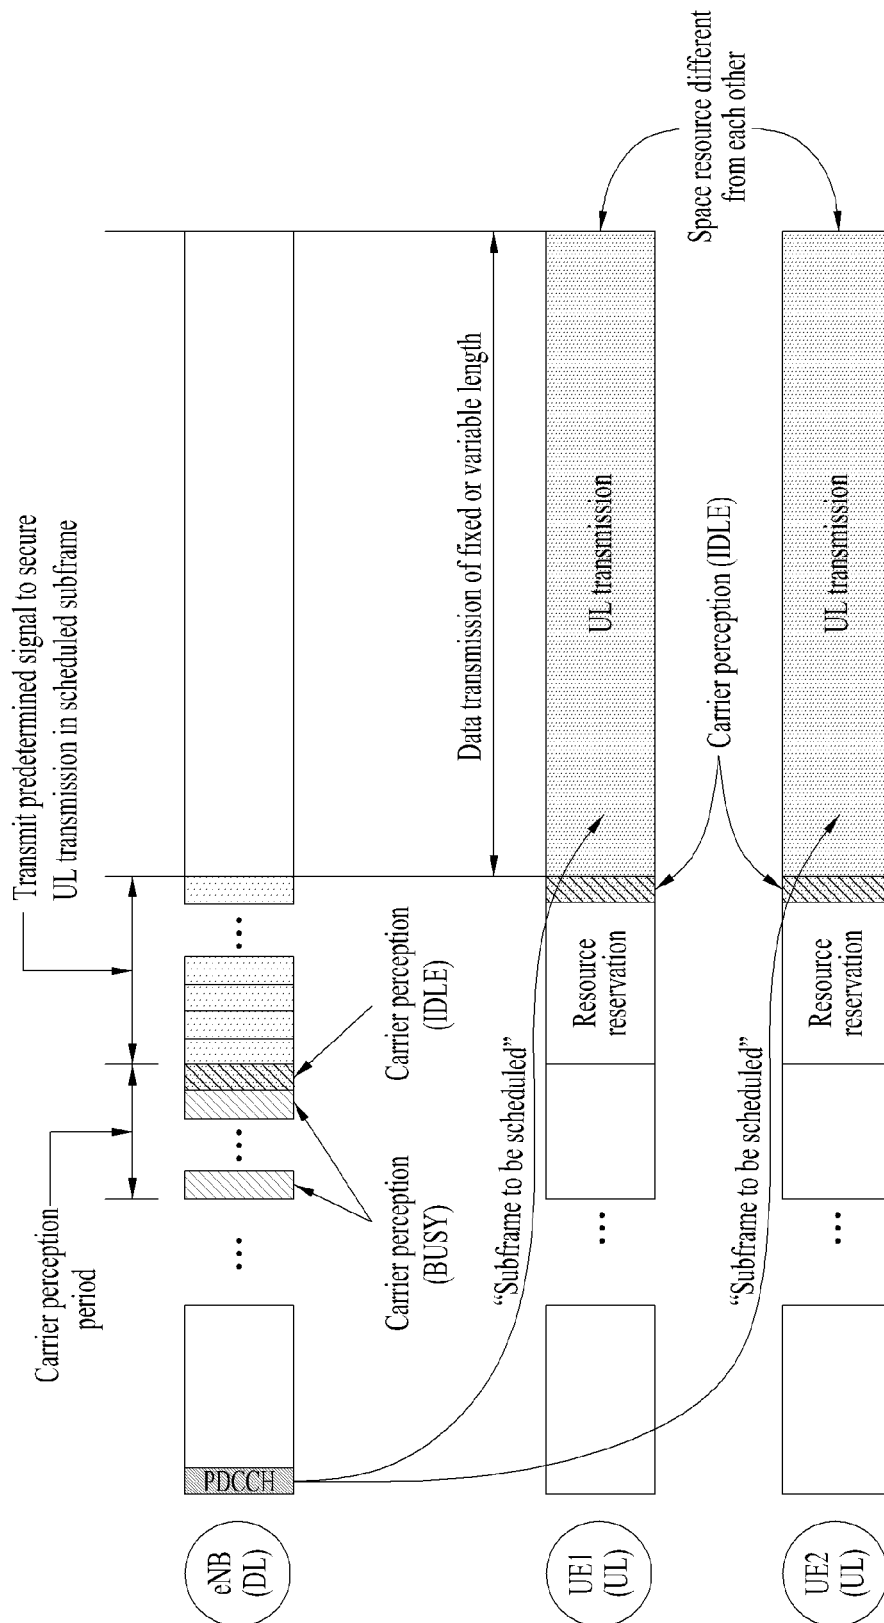 Transmit predetermined signal to secure
UL transmission in scheduled subframe
Carrier perception
period
eNB
(DL)
PDCCH
...
...
...
Carrier perception
(BUSY)
Carrier perception
(IDLE)
Data transmission of fixed or variable length
"Subframe to be scheduled"
UE1
(UL)
...
Resource
reservation
UL transmission
Carrier perception (IDLE)
Space resource different
from each other
"Subframe to be scheduled"
UE2
(UL)
...
Resource
reservation
UL transmission